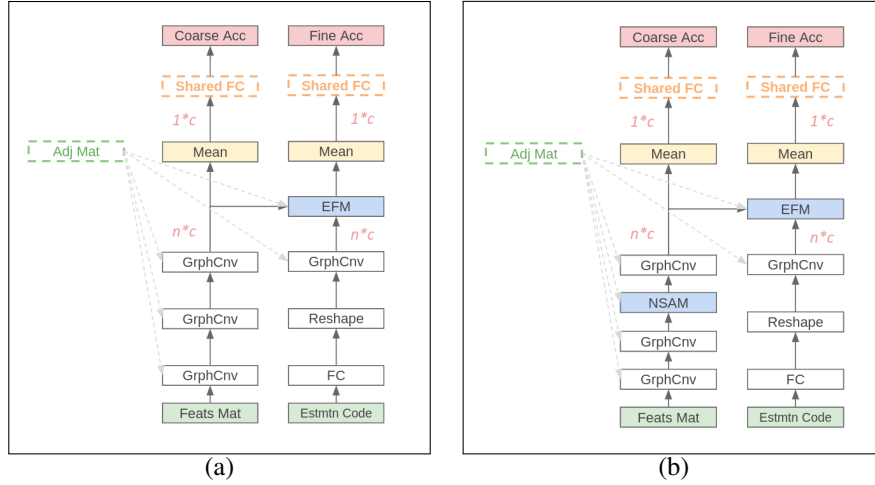 Coarse Acc
Fine Acc
Shared FC
Shared FC
1*c
1*c
Adj Mat
Mean
Mean
EFM
n*c
n*c
GrphCnv
GrphCnv
GrphCnv
Reshape
GrphCnv
FC
Feats Mat
Estmtn Code
(a)
Coarse Acc
Fine Acc
Shared FC
Shared FC
1*c
1*c
Adj Mat
Mean
Mean
EFM
n*c
n*c
GrphCnv
GrphCnv
NSAM
Reshape
GrphCnv
GrphCnv
FC
Feats Mat
Estmtn Code
(b)